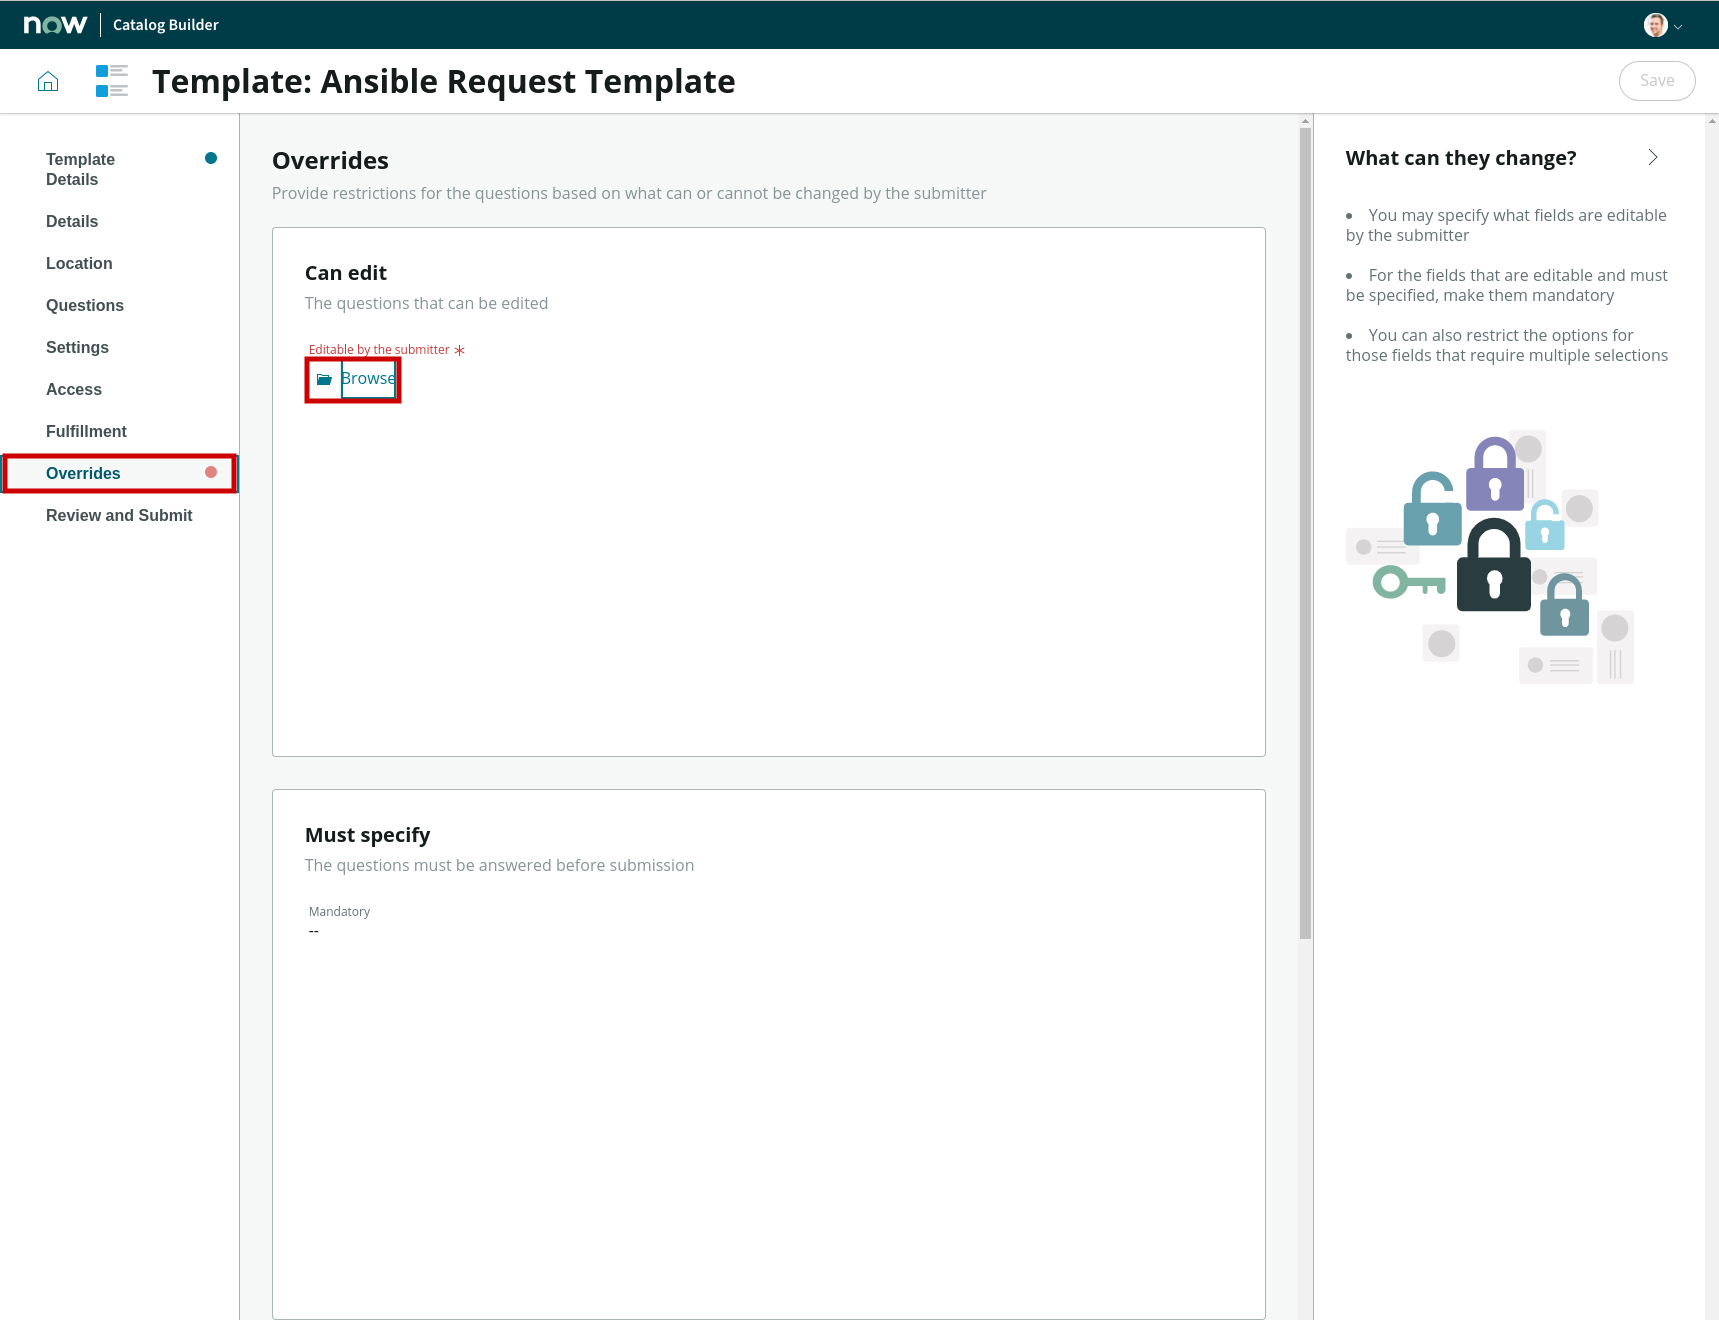 now Catalog Builder
Template: Ansible Request Template
Save
Template
Details
Details
Location
Questions
Settings
Access
Fulfillment
Overrides
Review and Submit
Overrides
Provide restrictions for the questions based on what can or cannot be changed by the submitter
Can edit
The questions that can be edited
Editable by the submitter *
Browse
Must specify
The questions must be answered before submission
Mandatory
--
What can they change?
• You may specify what fields are editable
by the submitter
• For the fields that are editable and must
be specified, make them mandatory
• You can also restrict the options for
those fields that require multiple selections